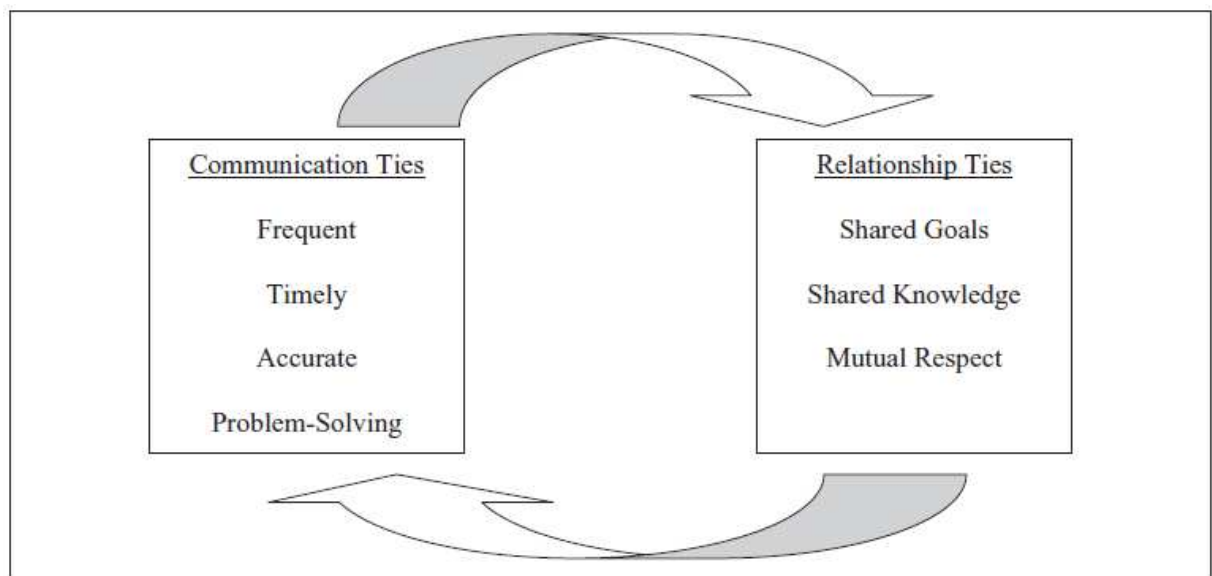 Communication Ties
Frequent
Timely
Accurate
Problem-Solving
Relationship Ties
Shared Goals
Shared Knowledge
Mutual Respect